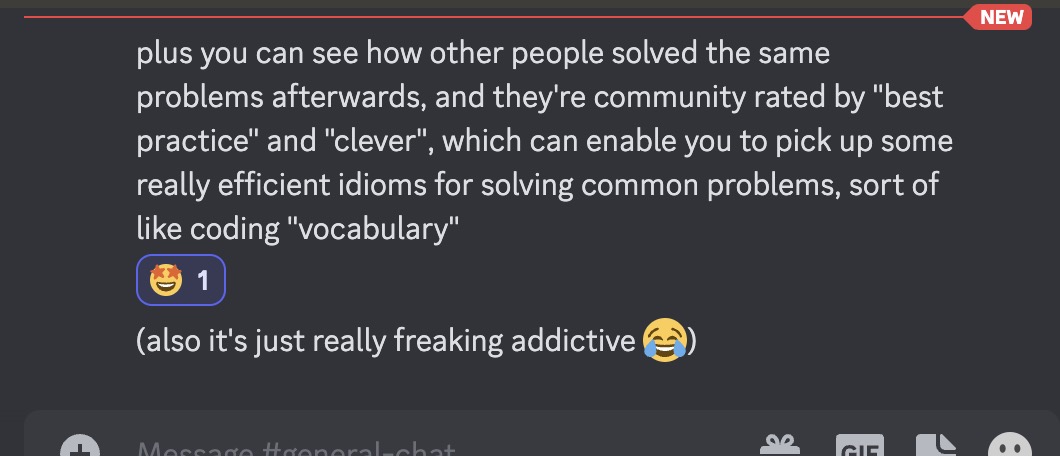 NEW
plus you can see how other people solved the same
problems afterwards, and they're community rated by "best
practice" and "clever", which can enable you to pick up some
really efficient idioms for solving common problems, sort of
like coding "vocabulary"
🤩 1
(also it's just really freaking addictive 😂)
Message #general-chat
GIF